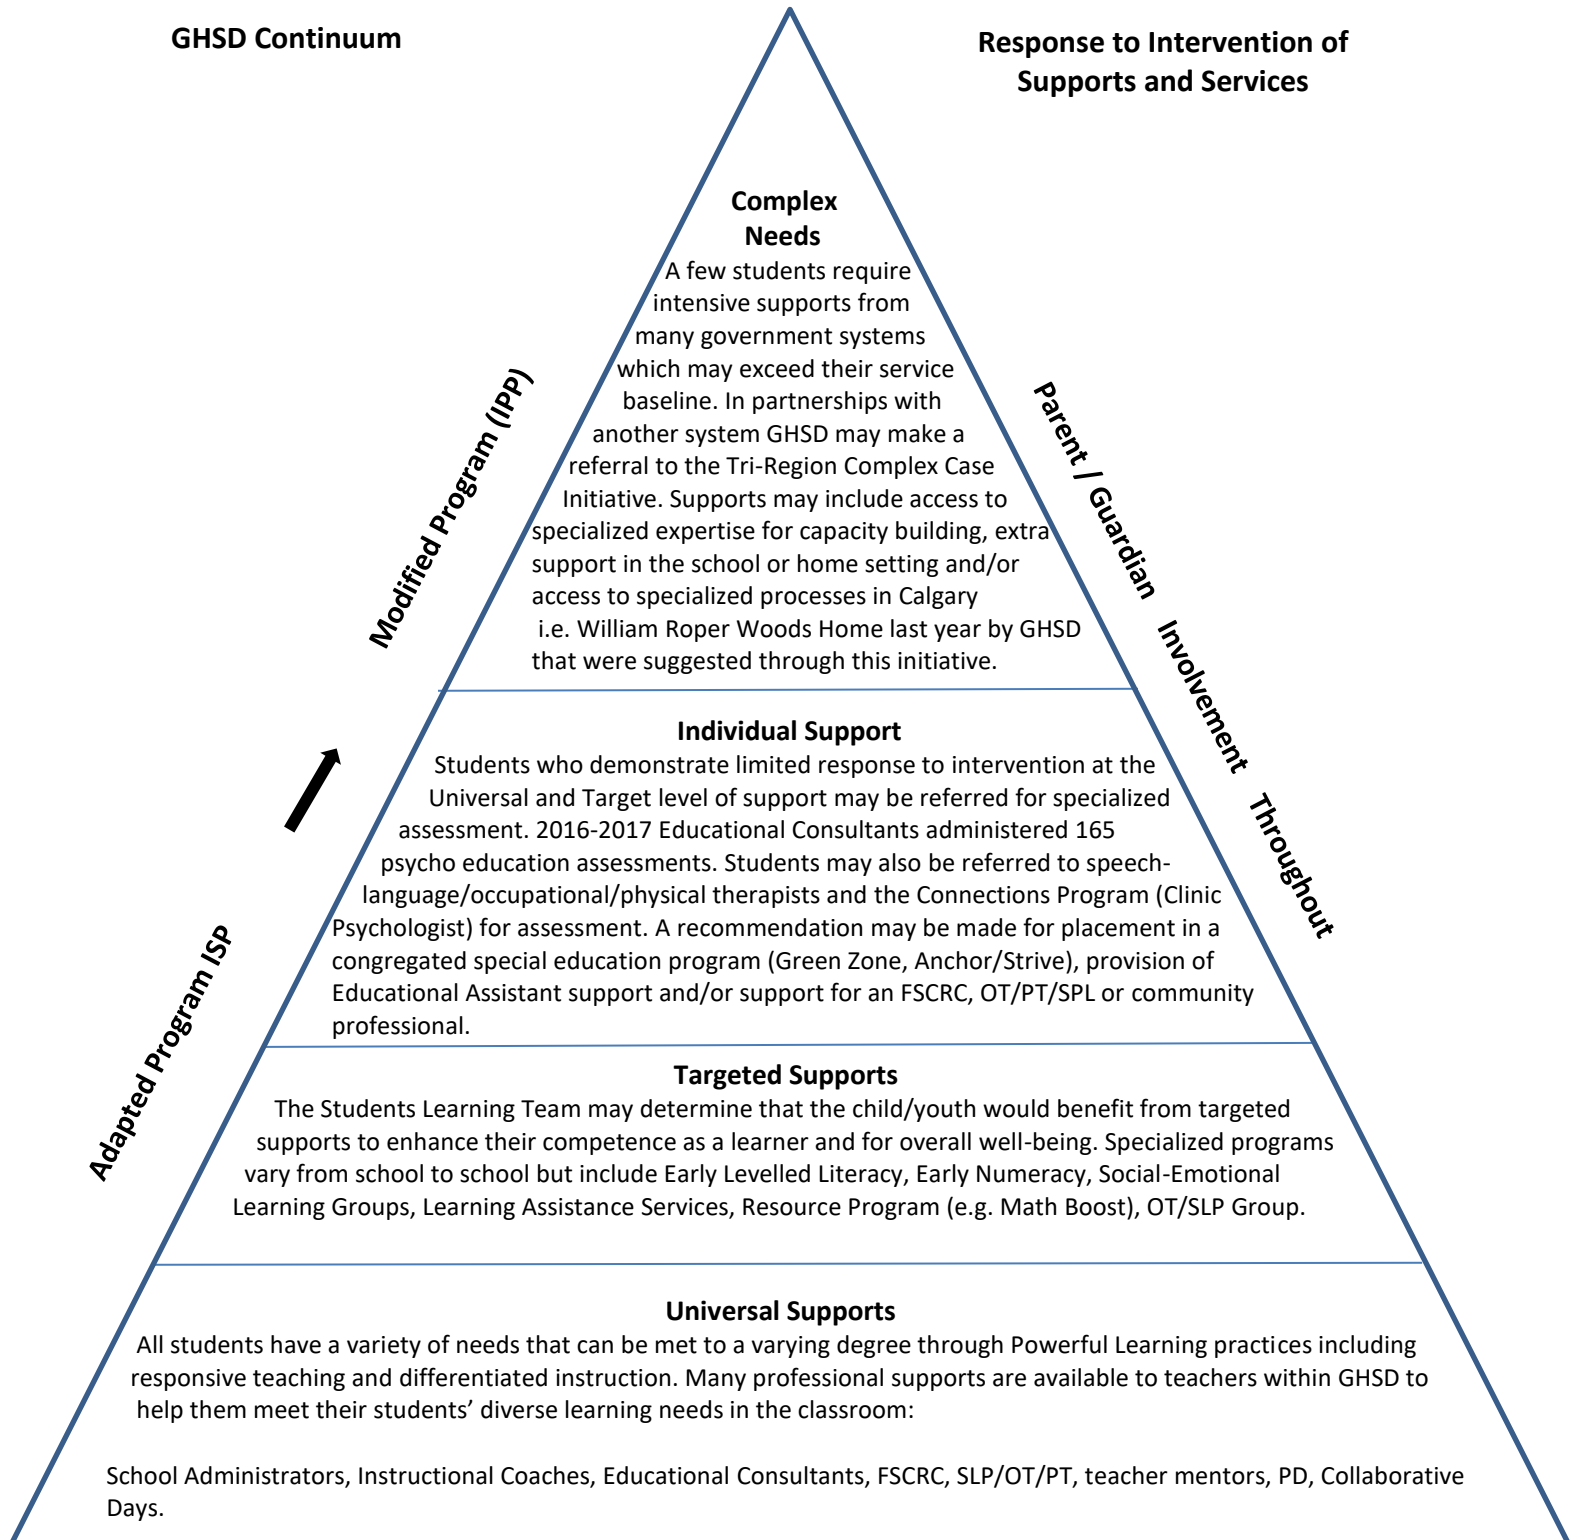 GHSD Continuum
Response to Intervention of
Supports and Services
Complex
Needs
A few students require
intensive supports from
many government systems
which may exceed their service
baseline. In partnerships with
another system GHSD may make a
referral to the Tri-Region Complex Case
Initiative. Supports may include access to
specialized expertise for capacity building, extra
support in the school or home setting and/or
access to specialized processes in Calgary
i.e. William Roper Woods Home last year by GHSD
that were suggested through this initiative.
Modified Program (IPP)
Parent / Guardian Involvement Throughout
Individual Support
Students who demonstrate limited response to intervention at the
Universal and Target level of support may be referred for specialized
assessment. 2016-2017 Educational Consultants administered 165
psycho education assessments. Students may also be referred to speech-
language/occupational/physical therapists and the Connections Program (Clinic
Psychologist) for assessment. A recommendation may be made for placement in a
congregated special education program (Green Zone, Anchor/Strive), provision of
Educational Assistant support and/or support for an FSCRC, OT/PT/SPL or community
professional.
Adapted Program ISP
Targeted Supports
The Students Learning Team may determine that the child/youth would benefit from targeted
supports to enhance their competence as a learner and for overall well-being. Specialized programs
vary from school to school but include Early Levelled Literacy, Early Numeracy, Social-Emotional
Learning Groups, Learning Assistance Services, Resource Program (e.g. Math Boost), OT/SLP Group.
Universal Supports
All students have a variety of needs that can be met to a varying degree through Powerful Learning practices including
responsive teaching and differentiated instruction. Many professional supports are available to teachers within GHSD to
help them meet their students’ diverse learning needs in the classroom:
School Administrators, Instructional Coaches, Educational Consultants, FSCRC, SLP/OT/PT, teacher mentors, PD, Collaborative
Days.